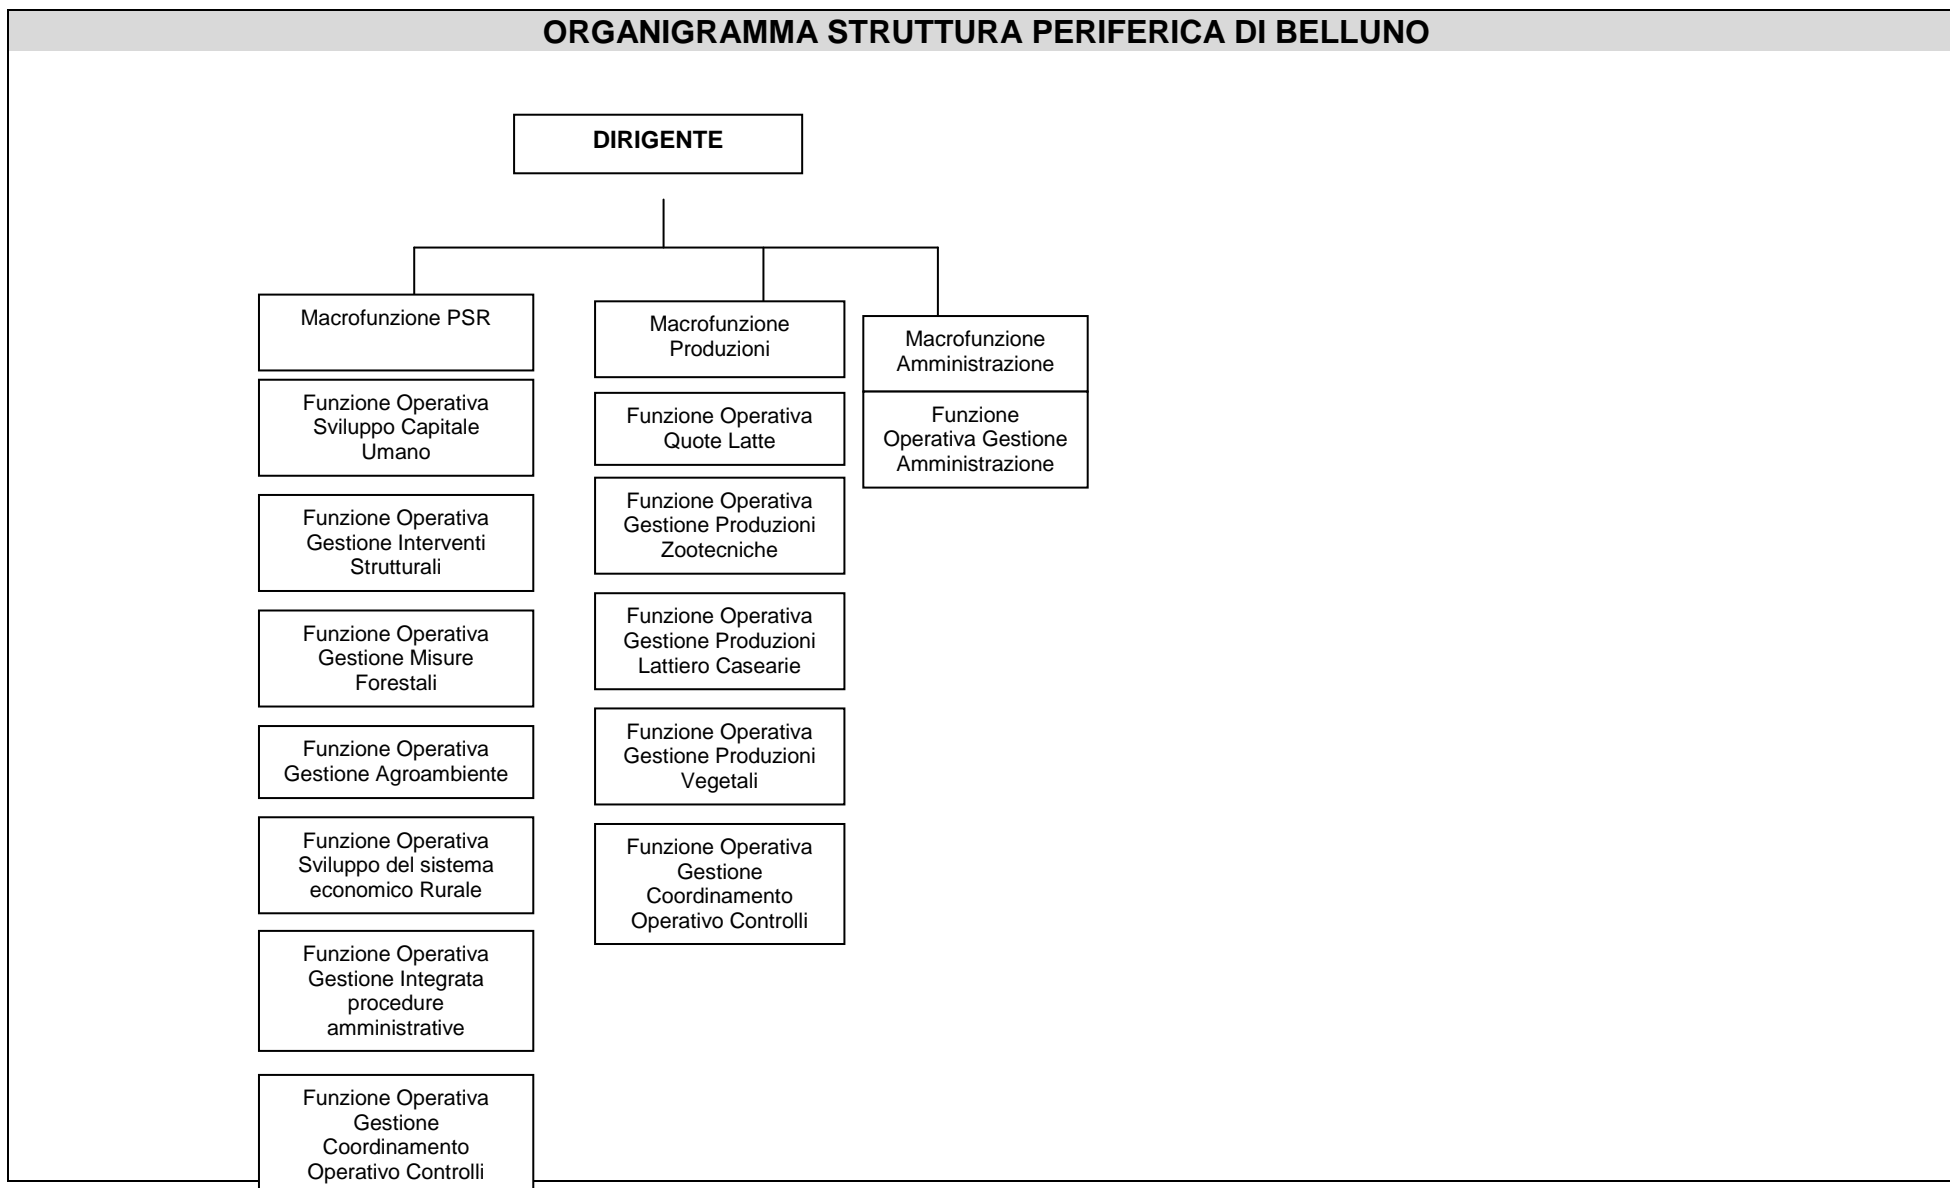 ORGANIGRAMMA STRUTTURA PERIFERICA DI BELLUNO
DIRIGENTE
Macrofunzione PSR
Funzione Operativa
Sviluppo Capitale
Umano
Funzione Operativa
Gestione Interventi
Strutturali
Funzione Operativa
Gestione Misure
Forestali
Funzione Operativa
Gestione Agroambiente
Funzione Operativa
Sviluppo del sistema
economico Rurale
Funzione Operativa
Gestione Integrata
procedure
amministrative
Funzione Operativa
Gestione
Coordinamento
Operativo Controlli
Macrofunzione
Produzioni
Funzione Operativa
Quote Latte
Funzione Operativa
Gestione Produzioni
Zootecniche
Funzione Operativa
Gestione Produzioni
Lattiero Casearie
Funzione Operativa
Gestione Produzioni
Vegetali
Funzione Operativa
Gestione
Coordinamento
Operativo Controlli
Macrofunzione
Amministrazione
Funzione
Operativa Gestione
Amministrazione